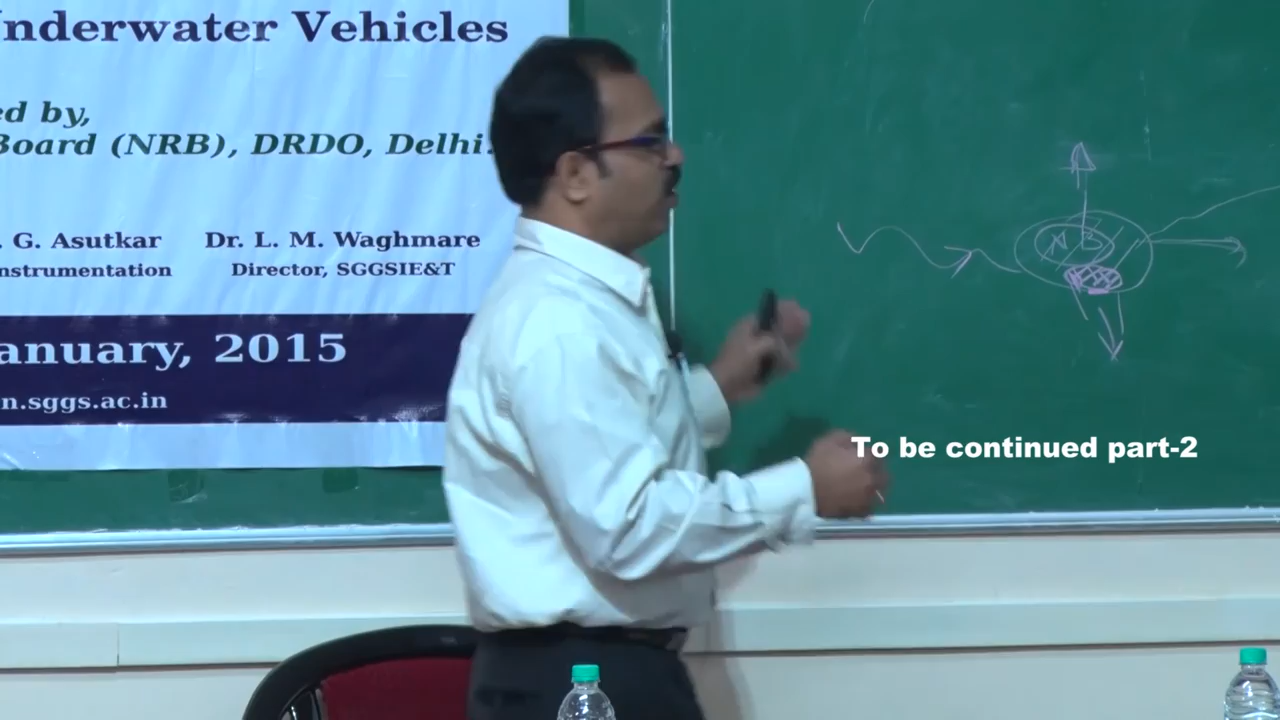 nderwater Vehicles
ed by,
Board (NRB), DRDO, Delhi.
. G. Asutkar Dr. L. M. Waghmare
nstrumentation Director, SGGSIE&T
anuary, 2015
n.sggs.ac.in
To be continued part-2